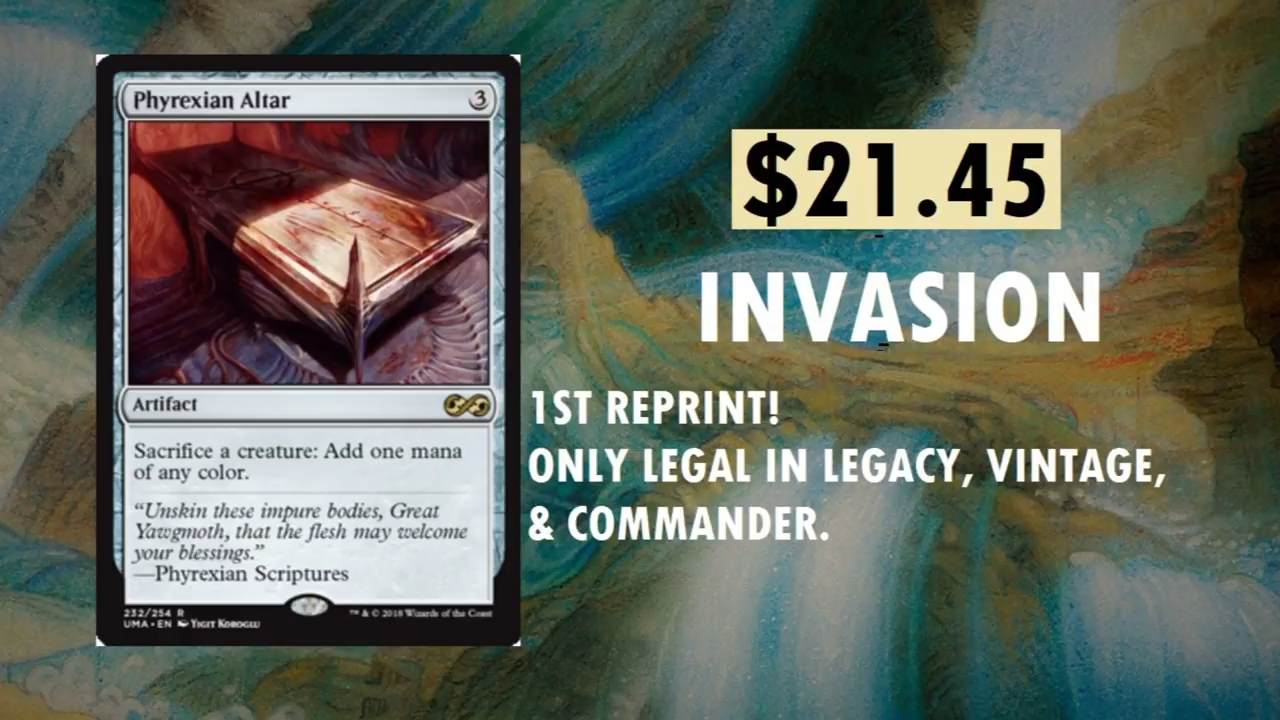 Phyrexian Altar 3
$21.45
INVASION
Artifact
1ST REPRINT!
ONLY LEGAL IN LEGACY, VINTAGE,
& COMMANDER.
Sacrifice a creature: Add one mana
of any color.
“Unskin these impure bodies, Great
Yawgmoth, that the flesh may welcome
your blessings.”
—Phyrexian Scriptures
232/254 R
UMA • EN YIGIT KOROGLU
™ & © 2018 Wizards of the Coast